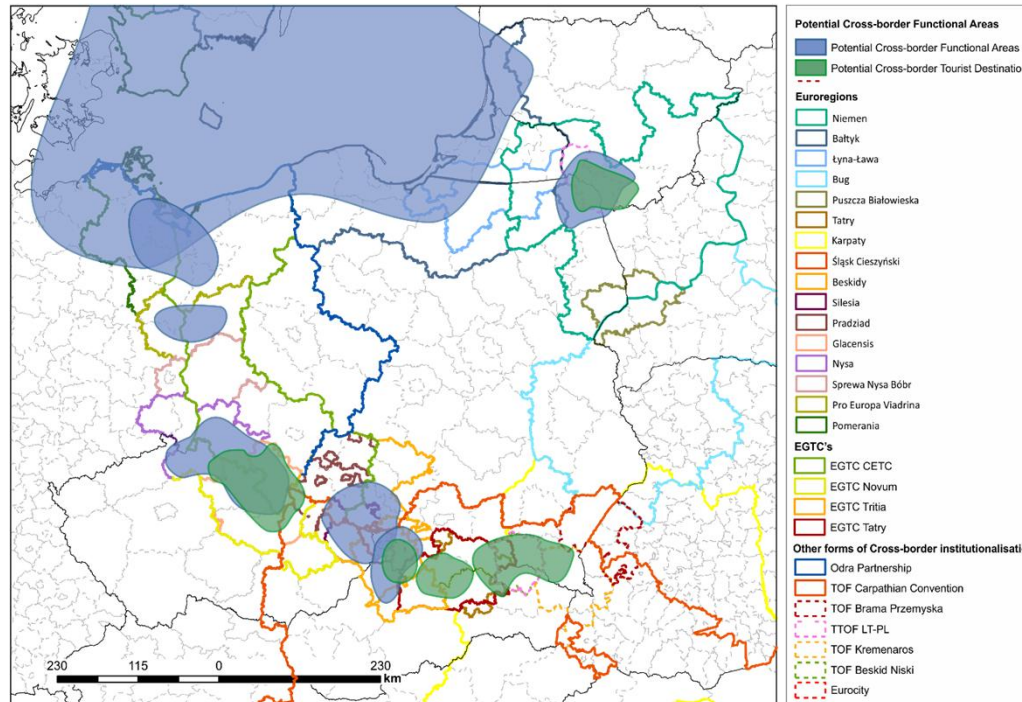 Potential Cross-border Functional Areas
Potential Cross-border Functional Areas
Potential Cross-border Tourist Destinatio
Euroregions
Niemen
Bałtyk
Łyna-Ława
Bug
Puszcza Białowieska
Tatry
Karpaty
Śląsk Cieszyński
Beskidy
Silesia
Pradziad
Glacensis
Nysa
Sprewa Nysa Bóbr
Pro Europa Viadrina
Pomerania
EGTC's
EGTC CETC
EGTC Novum
EGTC Tritia
EGTC Tatry
Other forms of Cross-border institutionalisati
Odra Partnership
TOF Carpathian Convention
TOF Brama Przemyska
TTOF LT-PL
TOF Kremenaros
TOF Beskid Niski
Eurocity
230 115 0 230
km